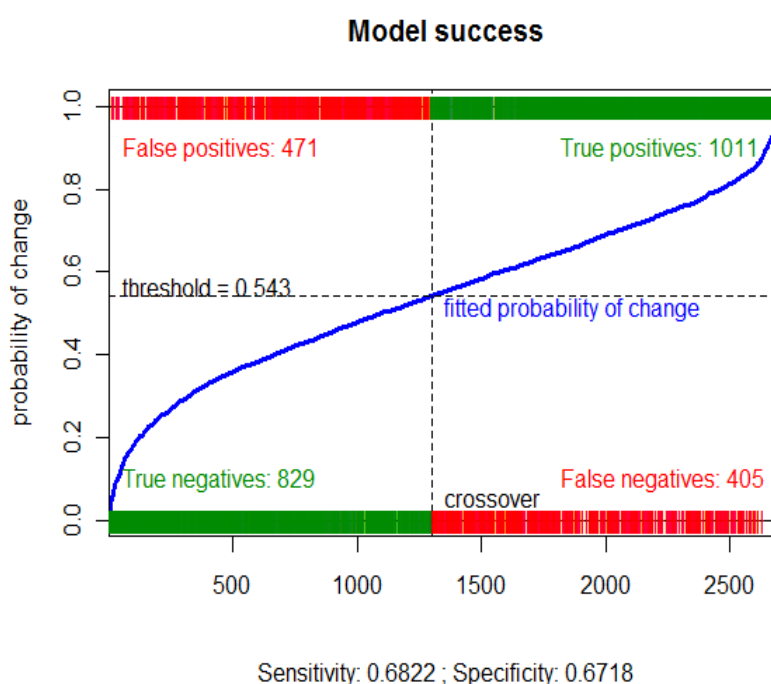 Model success
probability of change
1.0
0.8
0.6
0.4
0.2
0.0
False positives: 471
True positives: 1011
threshold = 0.543
fitted probability of change
True negatives: 829
False negatives: 405
crossover
500
1000
1500
2000
2500
Sensitivity: 0.6822 ; Specificity: 0.6718